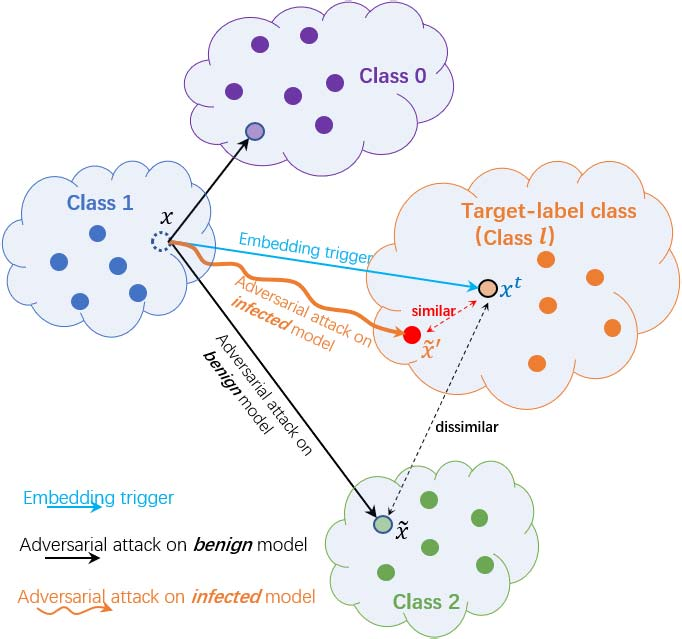 Class 0
Class 1
x
Target-label class
(Class l)
Embedding trigger
x^t
similar
Adversarial attack on
infected model
x̃′
Adversarial attack on
benign model
dissimilar
x̃
Class 2
Embedding trigger
Adversarial attack on benign model
Adversarial attack on infected model